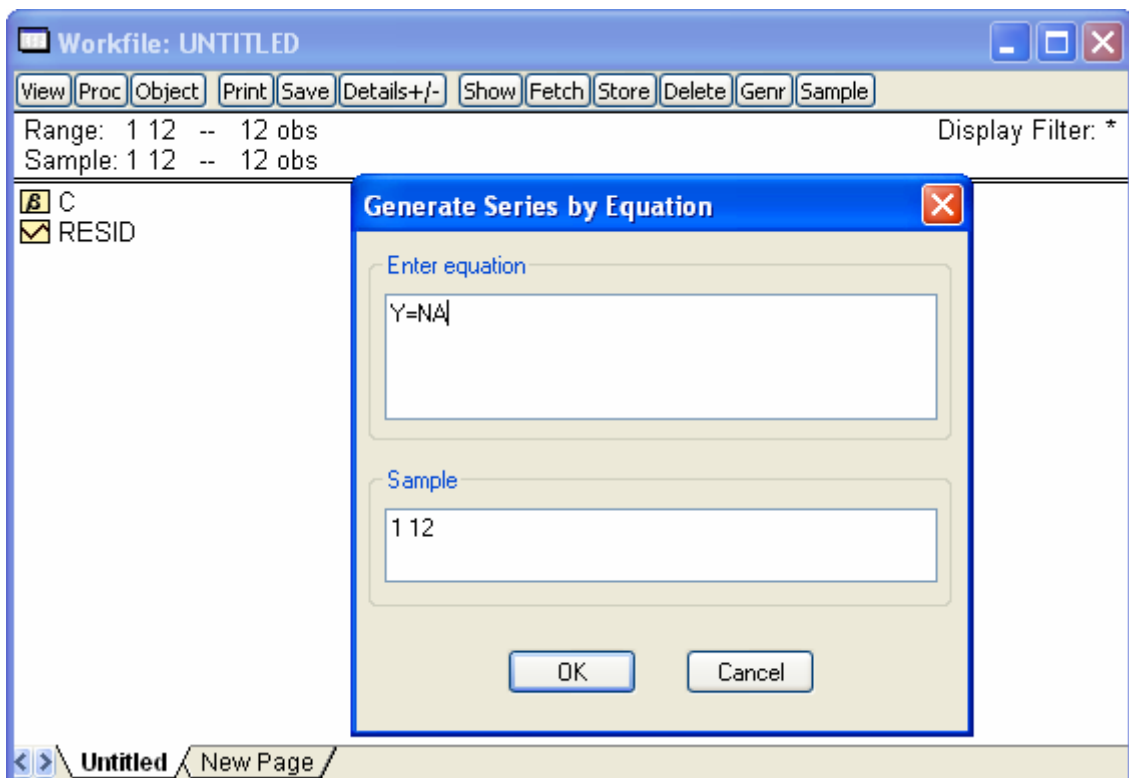 Workfile: UNTITLED
View Proc Object Print Save Details+/- Show Fetch Store Delete Genr Sample
Range: 1 12 -- 12 obs Display Filter: *
Sample: 1 12 -- 12 obs
β C
RESID
Generate Series by Equation
Enter equation
Y=NA
Sample
1 12
OK Cancel
Untitled New Page